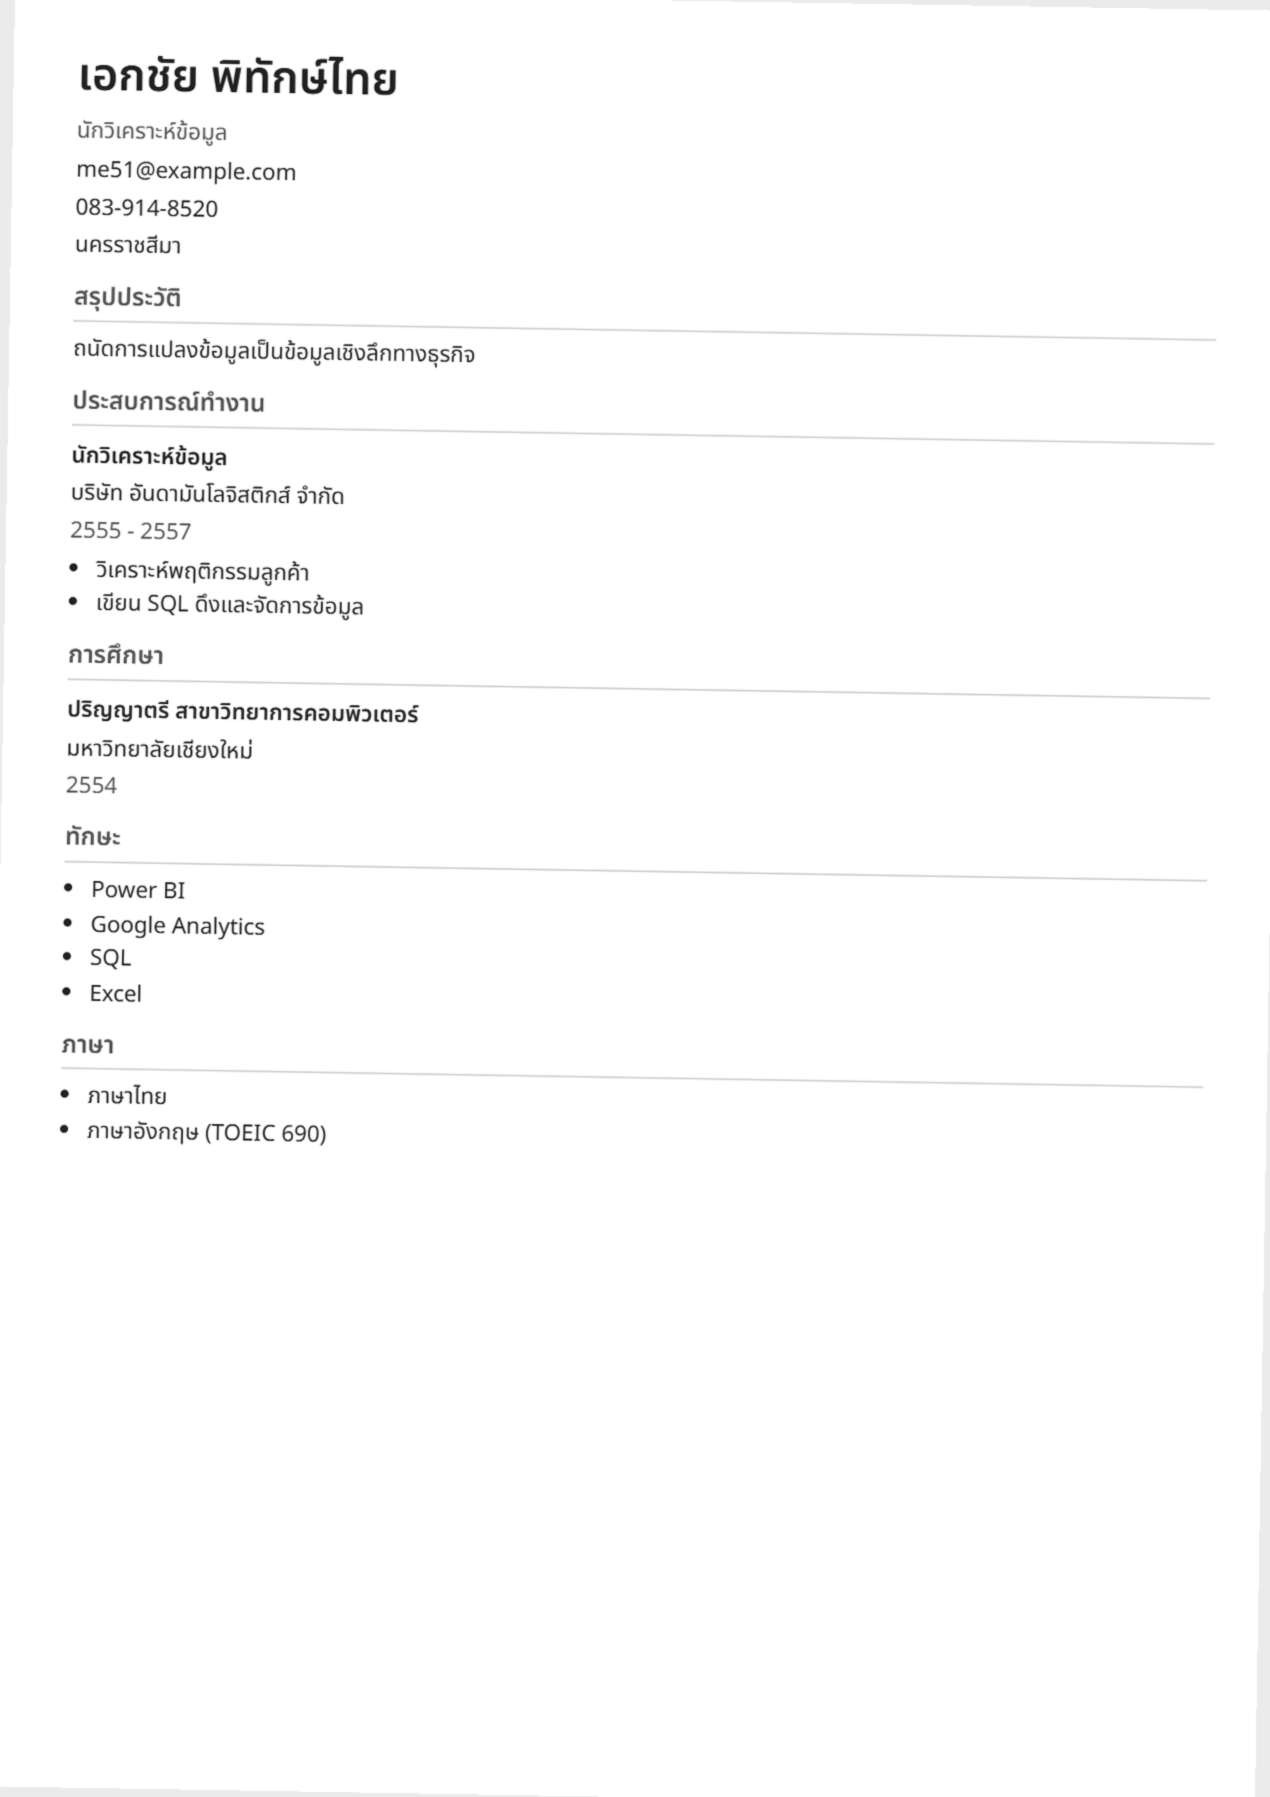 เอกชัย พิทักษ์ไทย
นักวิเคราะห์ข้อมูล
me51@example.com
083-914-8520
นครราชสีมา
สรุปประวัติ
ถนัดการแปลงข้อมูลเป็นข้อมูลเชิงลึกทางธุรกิจ
ประสบการณ์ทำงาน
นักวิเคราะห์ข้อมูล
บริษัท อันดามันโลจิสติกส์ จำกัด
2555 - 2557
• วิเคราะห์พฤติกรรมลูกค้า
• เขียน SQL ดึงและจัดการข้อมูล
การศึกษา
ปริญญาตรี สาขาวิทยาการคอมพิวเตอร์
มหาวิทยาลัยเชียงใหม่
2554
ทักษะ
• Power BI
• Google Analytics
• SQL
• Excel
ภาษา
• ภาษาไทย
• ภาษาอังกฤษ (TOEIC 690)